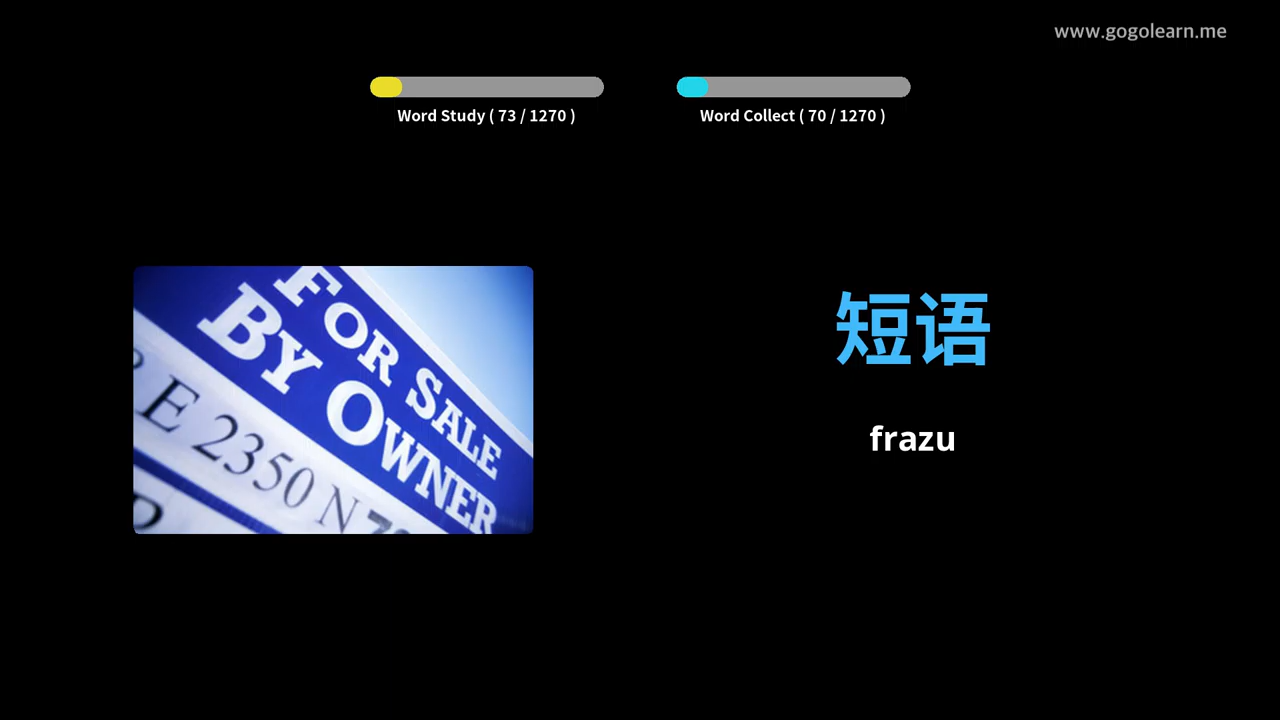 www.gogolearn.me
Word Study ( 73 / 1270 )
Word Collect ( 70 / 1270 )
FOR SALE
BY OWNER
E 2350 N
短语
frazu